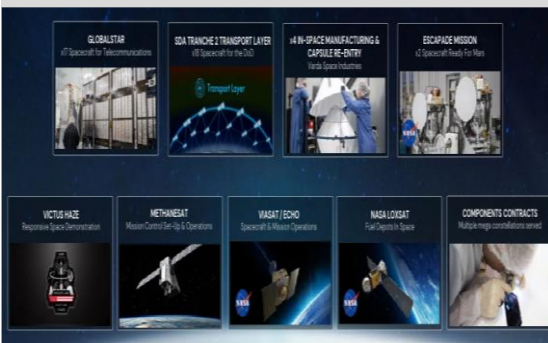 GLOBALSTAR
x17 Spacecraft for Telecommunications
SDA TRANCHE 2 TRANSPORT LAYER
x18 Spacecraft for the DoD
Transport Layer
x4 IN-SPACE MANUFACTURING &
CAPSULE RE-ENTRY
Varda Space Industries
ESCAPADE MISSION
x2 Spacecraft Ready For Mars
NASA
VICTUS HAZE
Responsive Space Demonstration
METHANESAT
Mission Control Set-Up & Operations
VIASAT / ECHO
Spacecraft & Mission Operations
NASA
NASA LOXSAT
Fuel Depots In Space
NASA
COMPONENTS CONTRACTS
Multiple mega constellations served